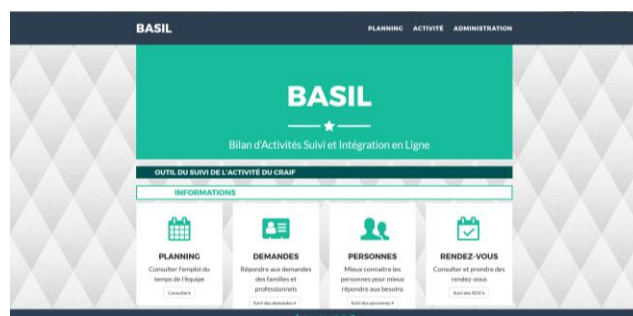 BASIL
PLANNING ACTIVITÉ ADMINISTRATION
BASIL
Bilan d'Activités Suivi et Intégration en Ligne
OUTIL DU SUIVI DE L'ACTIVITÉ DU CRAIF
INFORMATIONS
PLANNING
Consulter l'emploi du
temps de l'équipe
Consulter
DEMANDES
Répondre aux demandes
des familles et
professionnels
Suivi des demandes
PERSONNES
Mieux connaitre les
personnes pour mieux
répondre aux besoins
Suivi des personnes
RENDEZ-VOUS
Consulter et prendre des
rendez-vous
Suivi des RDV